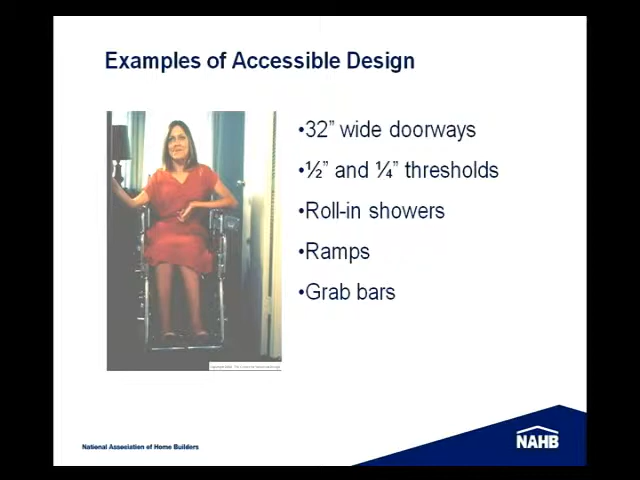 Examples of Accessible Design
•32” wide doorways
•½” and ¼” thresholds
•Roll-in showers
•Ramps
•Grab bars
National Association of Home Builders
NAHB